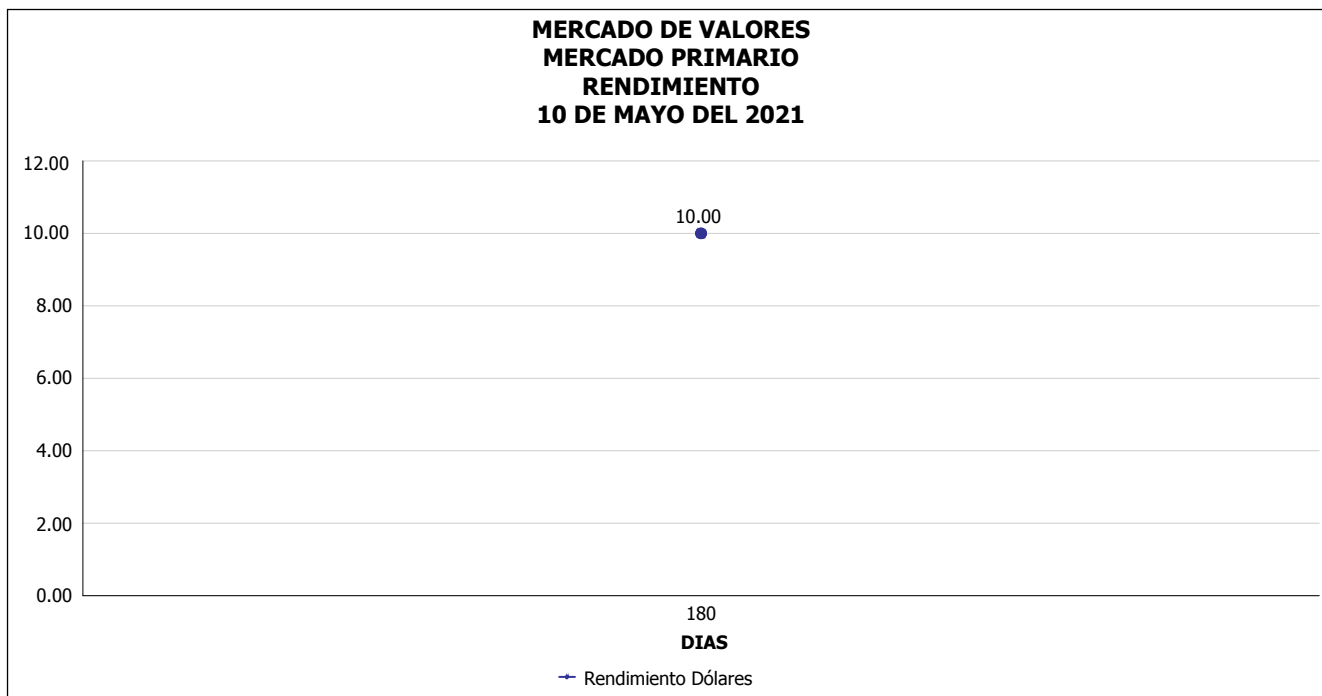 MERCADO DE VALORES
MERCADO PRIMARIO
RENDIMIENTO
10 DE MAYO DEL 2021
12.00
10.00
10.00
8.00
6.00
4.00
2.00
0.00
180
DIAS
Rendimiento Dólares